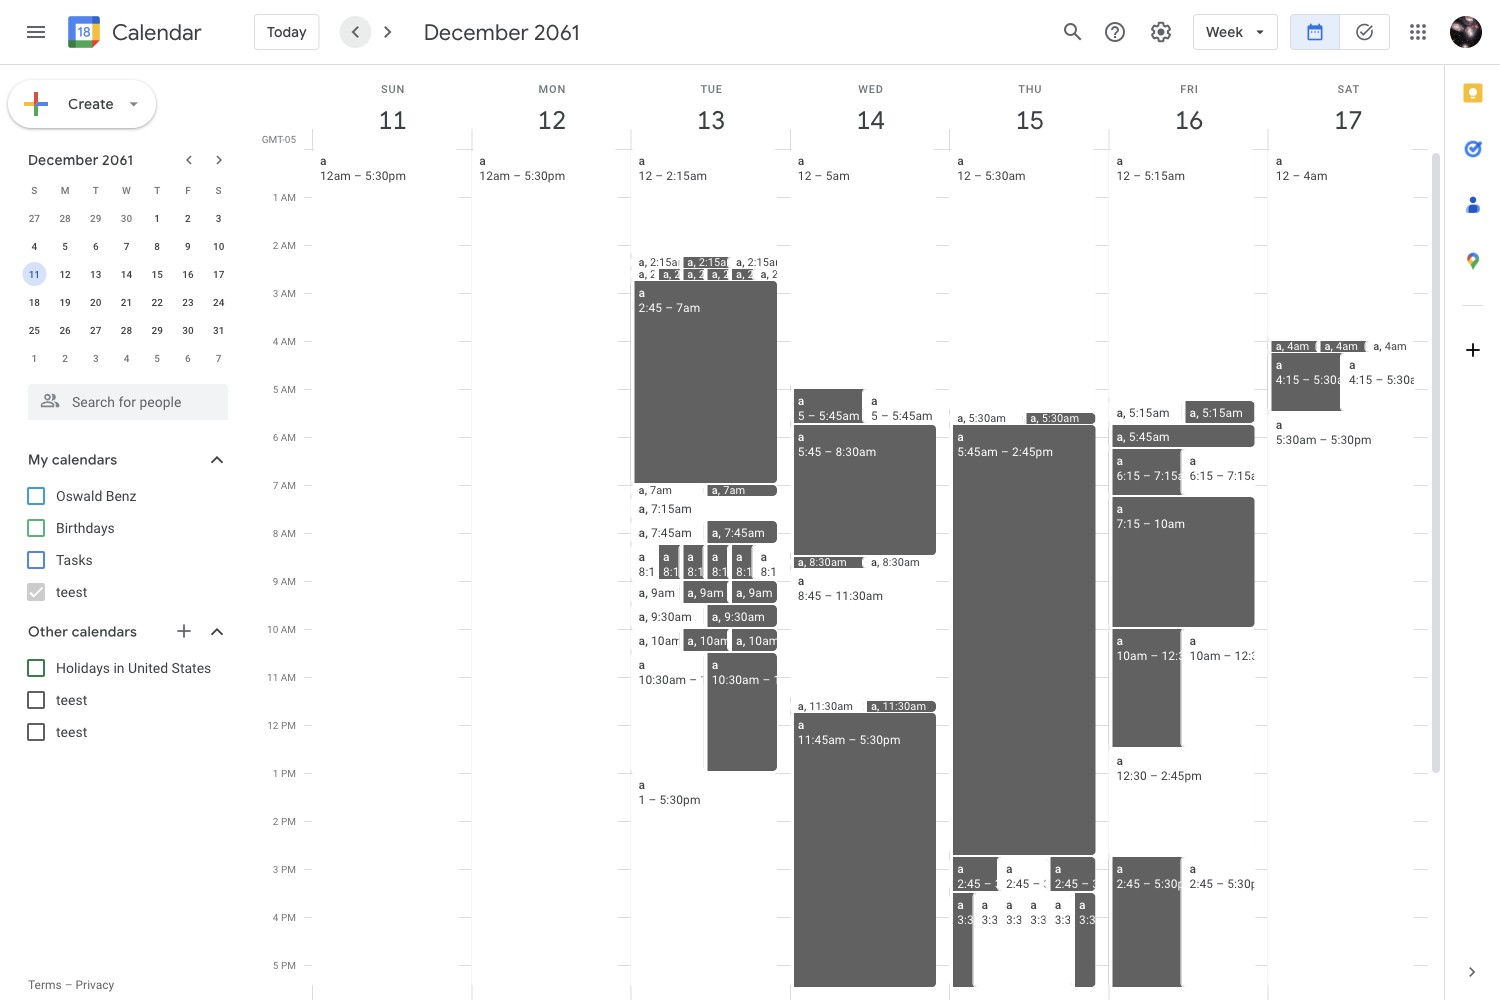 18 Calendar
Today
December 2061
Week
Create
December 2061
S M T W T F S
27 28 29 30 1 2 3
4 5 6 7 8 9 10
11 12 13 14 15 16 17
18 19 20 21 22 23 24
25 26 27 28 29 30 31
1 2 3 4 5 6 7
Search for people
My calendars
Oswald Benz
Birthdays
Tasks
teest
Other calendars
Holidays in United States
teest
teest
Terms – Privacy
SUN MON TUE WED THU FRI SAT
11 12 13 14 15 16 17
GMT-05
1 AM
2 AM
3 AM
4 AM
5 AM
6 AM
7 AM
8 AM
9 AM
10 AM
11 AM
12 PM
1 PM
2 PM
3 PM
4 PM
5 PM
a
12am – 5:30pm
a
12am – 5:30pm
a
12 – 2:15am
a, 2:15a a, 2:15a a, 2:15a
a, 2 a, 2 a, 2 a, 2 a, 2 a, 2
a
2:45 – 7am
a, 7am a, 7am
a, 7:15am
a, 7:45am a, 7:45am
a a a a a a
8:1 8:1 8:1 8:1 8:1 8:1
a, 9am a, 9am a, 9am
a, 9:30am a, 9:30am
a, 10am a, 10am a, 10am
a a
10:30am – 10:30am –
a
1 – 5:30pm
a
12 – 5am
a a
5 – 5:45am 5 – 5:45am
a
5:45 – 8:30am
a, 8:30am a, 8:30am
a
8:45 – 11:30am
a, 11:30am a, 11:30am
a
11:45am – 5:30pm
a
12 – 5:30am
a, 5:30am a, 5:30am
a
5:45am – 2:45pm
a a a
2:45 – 2:45 – 2:45 –
a a a a a a
3:3 3:3 3:3 3:3 3:3 3:3
a
12 – 5:15am
a, 5:15am a, 5:15am
a, 5:45am
a a
6:15 – 7:15a 6:15 – 7:15a
a
7:15 – 10am
a a
10am – 12:3 10am – 12:3
a
12:30 – 2:45pm
a a
2:45 – 5:30p 2:45 – 5:30p
a
12 – 4am
a, 4am a, 4am a, 4am
a a
4:15 – 5:30a 4:15 – 5:30a
a
5:30am – 5:30pm